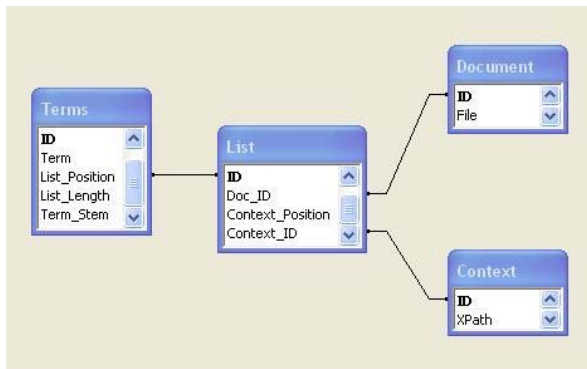 Terms
ID
Term
List_Position
List_Length
Term_Stem
List
ID
Doc_ID
Context_Position
Context_ID
Document
ID
File
Context
ID
XPath